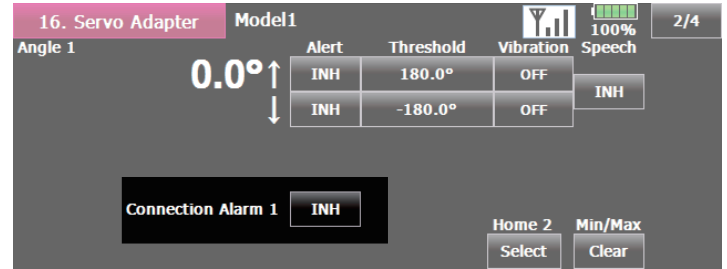 16. Servo Adapter Model1 100% 2/4
Angle 1 Alert Threshold Vibration Speech
0.0°↑ INH 180.0° OFF INH
↓ INH -180.0° OFF
Connection Alarm 1 INH
Home 2 Min/Max
Select Clear